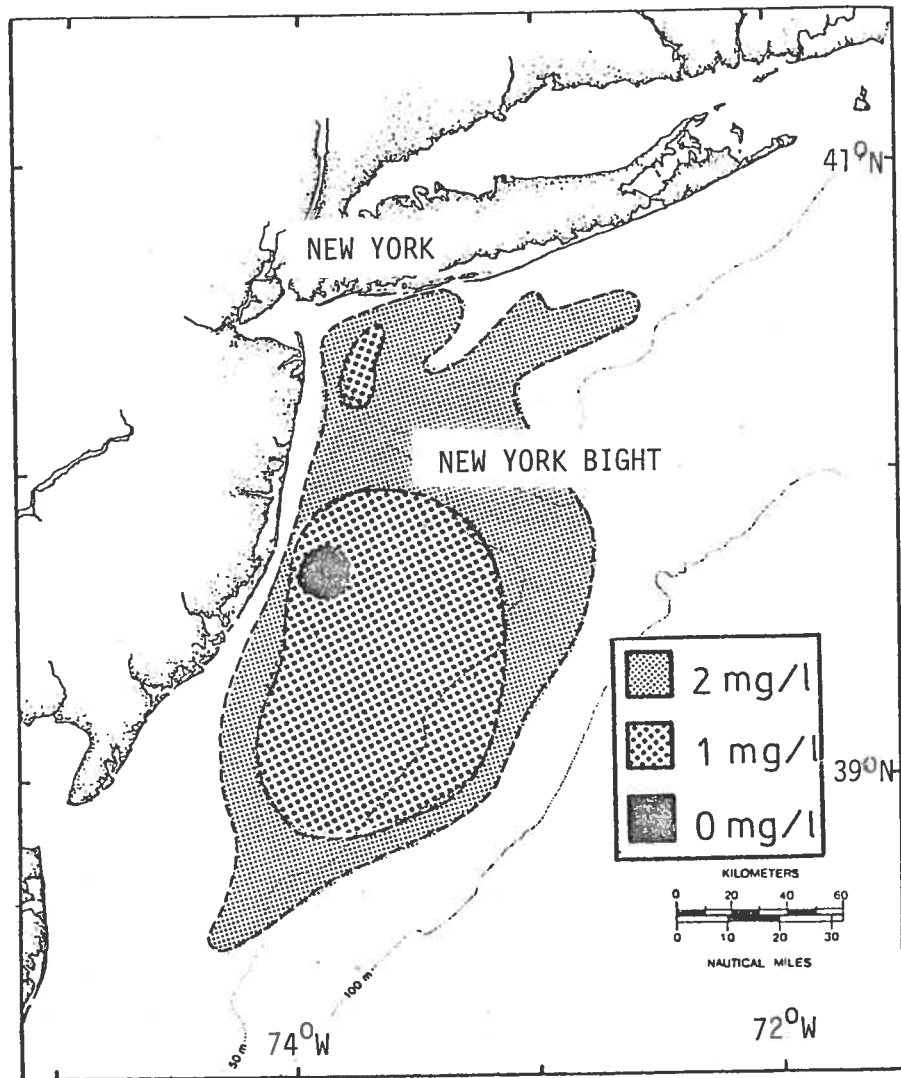 41°N
NEW YORK
NEW YORK BIGHT
2 mg/l
1 mg/l
39°N
0 mg/l
KILOMETERS
0 20 40 60
0 10 20 30
NAUTICAL MILES
100 m
50 m
74°W
72°W